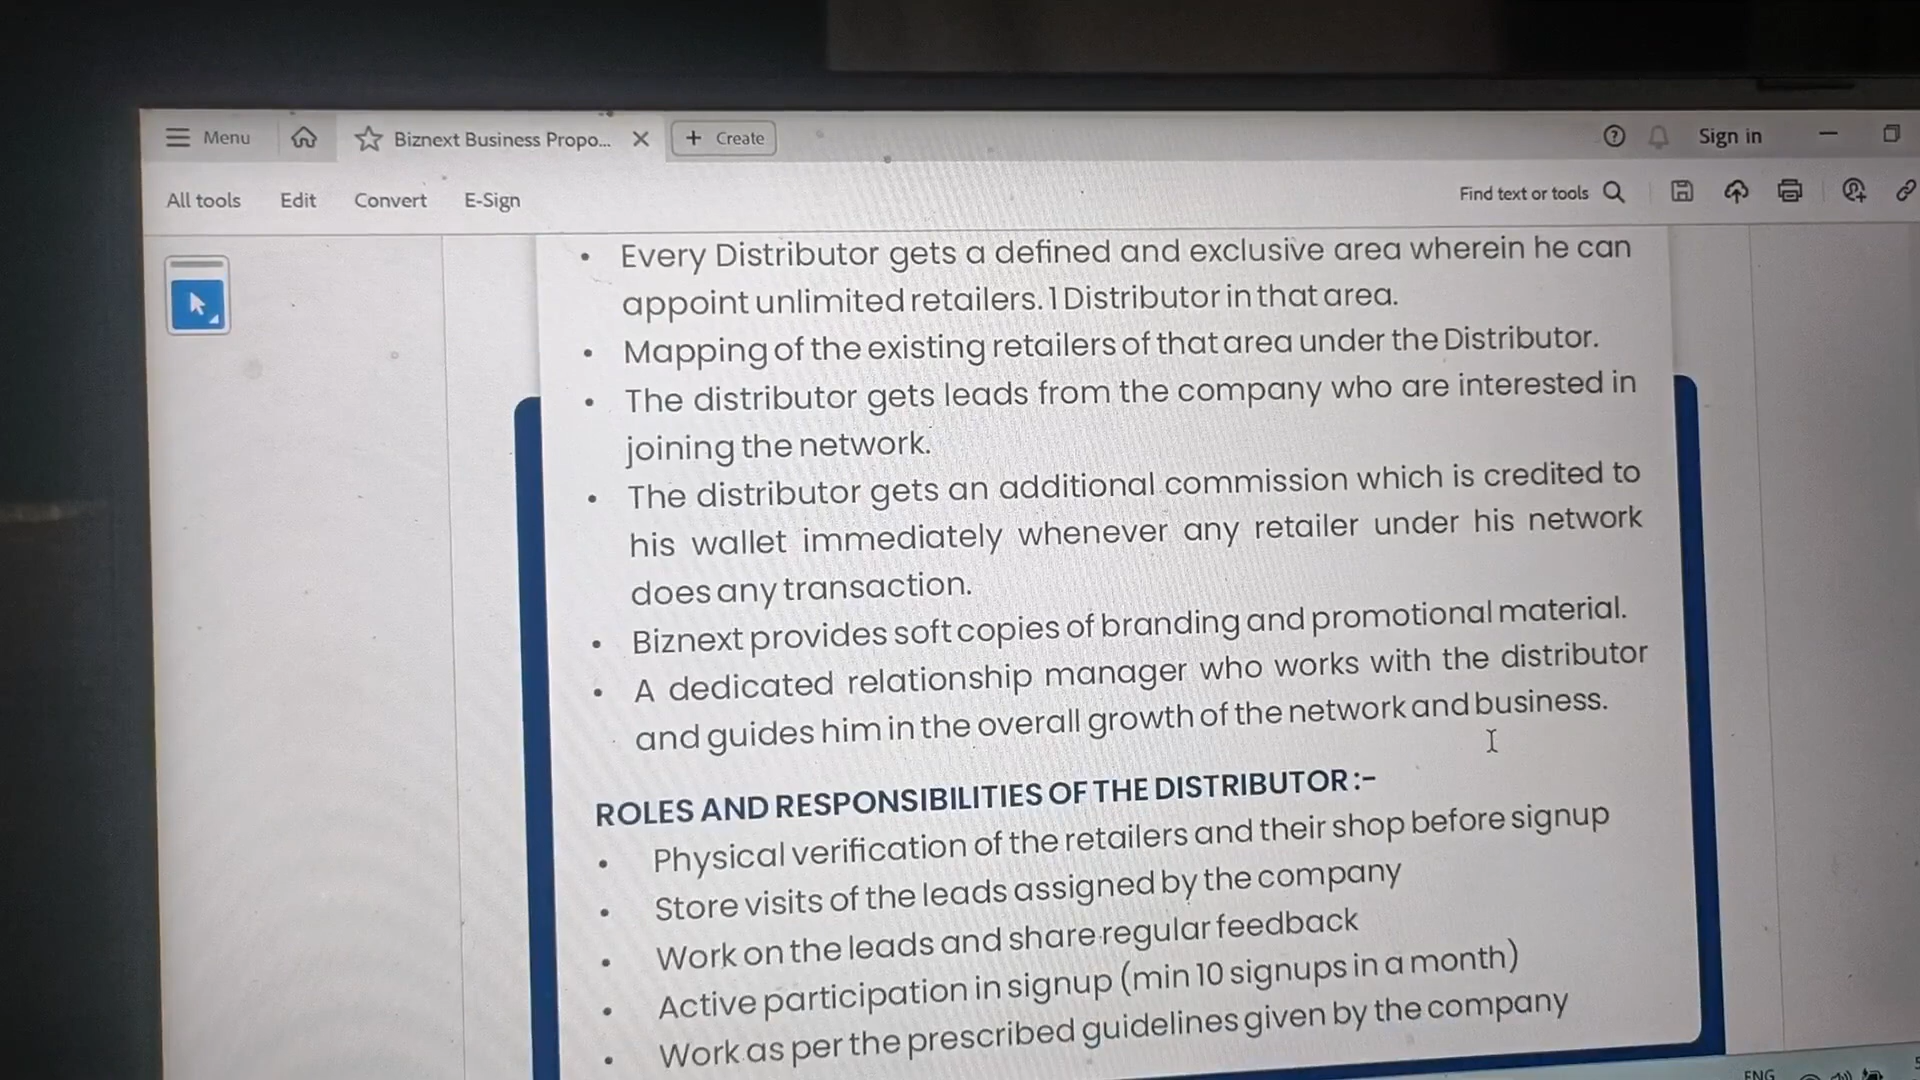 Menu
Biznext Business Propo...
+ Create
Sign in
All tools
Edit
Convert
E-Sign
Find text or tools
• Every Distributor gets a defined and exclusive area wherein he can
appoint unlimited retailers. 1 Distributor in that area.
• Mapping of the existing retailers of that area under the Distributor.
• The distributor gets leads from the company who are interested in
joining the network.
• The distributor gets an additional commission which is credited to
his wallet immediately whenever any retailer under his network
does any transaction.
• Biznext provides soft copies of branding and promotional material.
• A dedicated relationship manager who works with the distributor
and guides him in the overall growth of the network and business.
ROLES AND RESPONSIBILITIES OF THE DISTRIBUTOR :-
• Physical verification of the retailers and their shop before signup
• Store visits of the leads assigned by the company
• Work on the leads and share regular feedback
• Active participation in signup (min 10 signups in a month)
• Work as per the prescribed guidelines given by the company
ENG